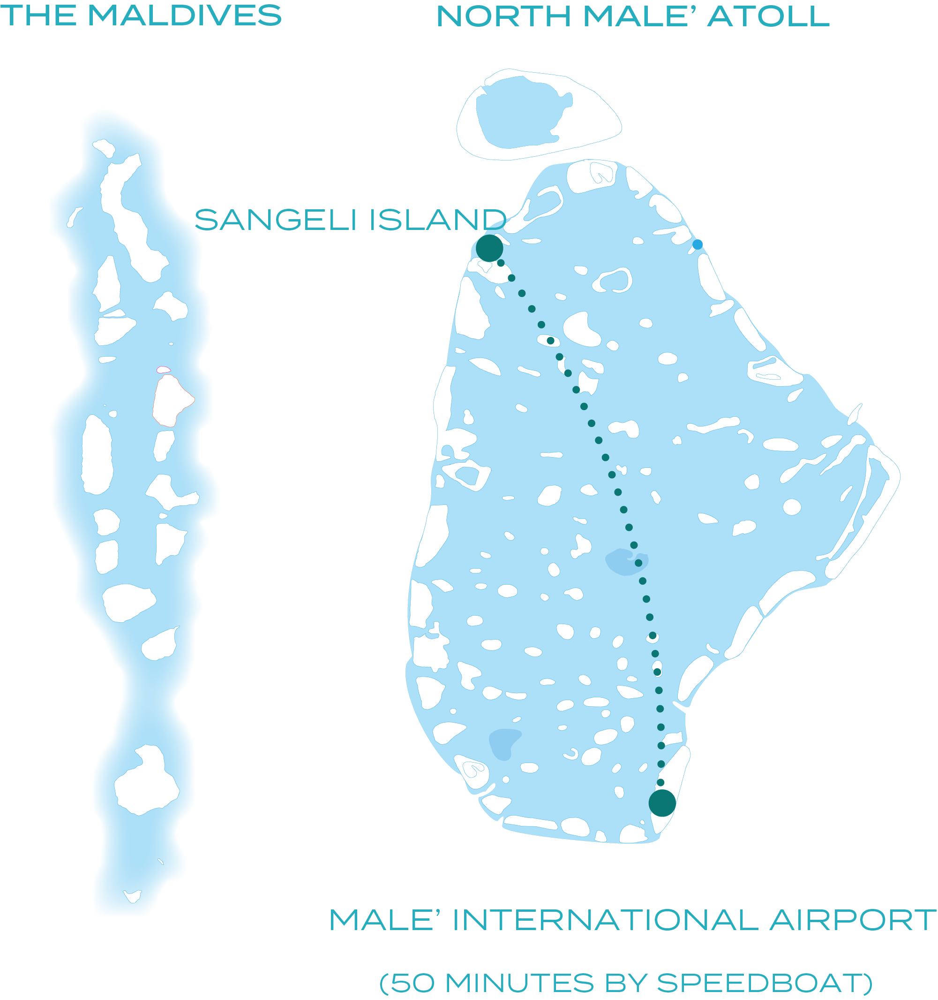 THE MALDIVES
NORTH MALE’ ATOLL
SANGELI ISLAND
MALE’ INTERNATIONAL AIRPORT
(50 MINUTES BY SPEEDBOAT)